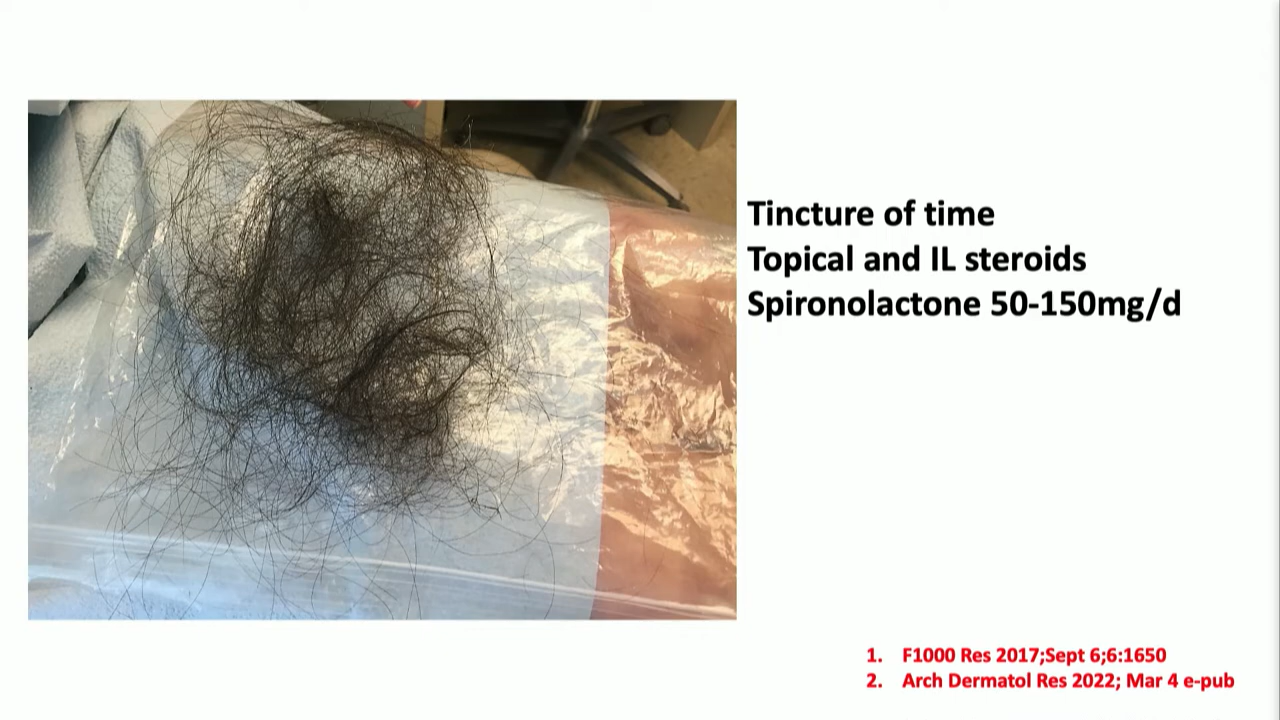 Tincture of time
Topical and IL steroids
Spironolactone 50-150mg/d
1. F1000 Res 2017;Sept 6;6:1650
2. Arch Dermatol Res 2022; Mar 4 e-pub